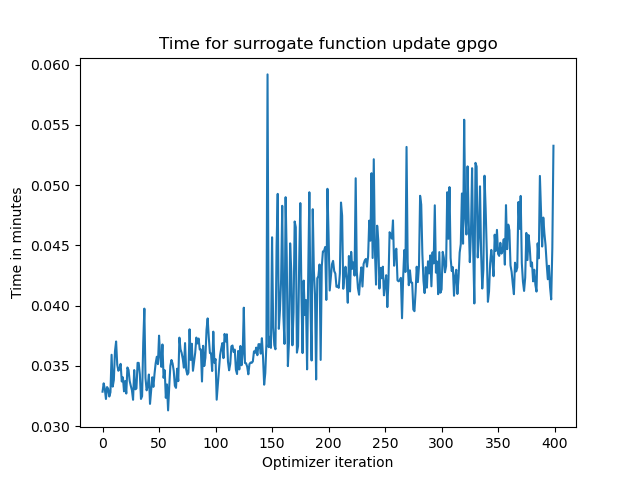 Time for surrogate function update gpgo
0.060
0.055
0.050
0.045
0.040
0.035
0.030
Time in minutes
0 50 100 150 200 250 300 350 400
Optimizer iteration